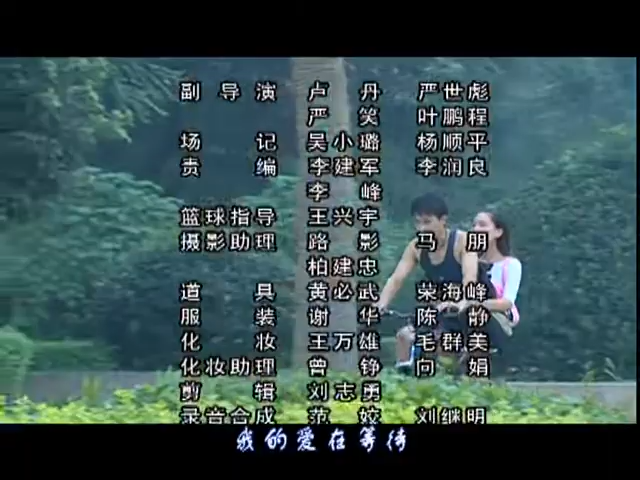 副导演 卢丹 严世彪
严笑 叶鹏程
场记 吴小璐 杨顺平
责编 李建军 李润良
李峰
篮球指导 王兴宇
摄影助理 路影 马朋
柏建忠
道具 黄必武 荣海峰
服装 谢华 陈静
化妆 王万雄 毛群美
化妆助理 曾铮 向娟
剪辑 刘志勇
录音合成 范姣 刘继明
我的爱在等待